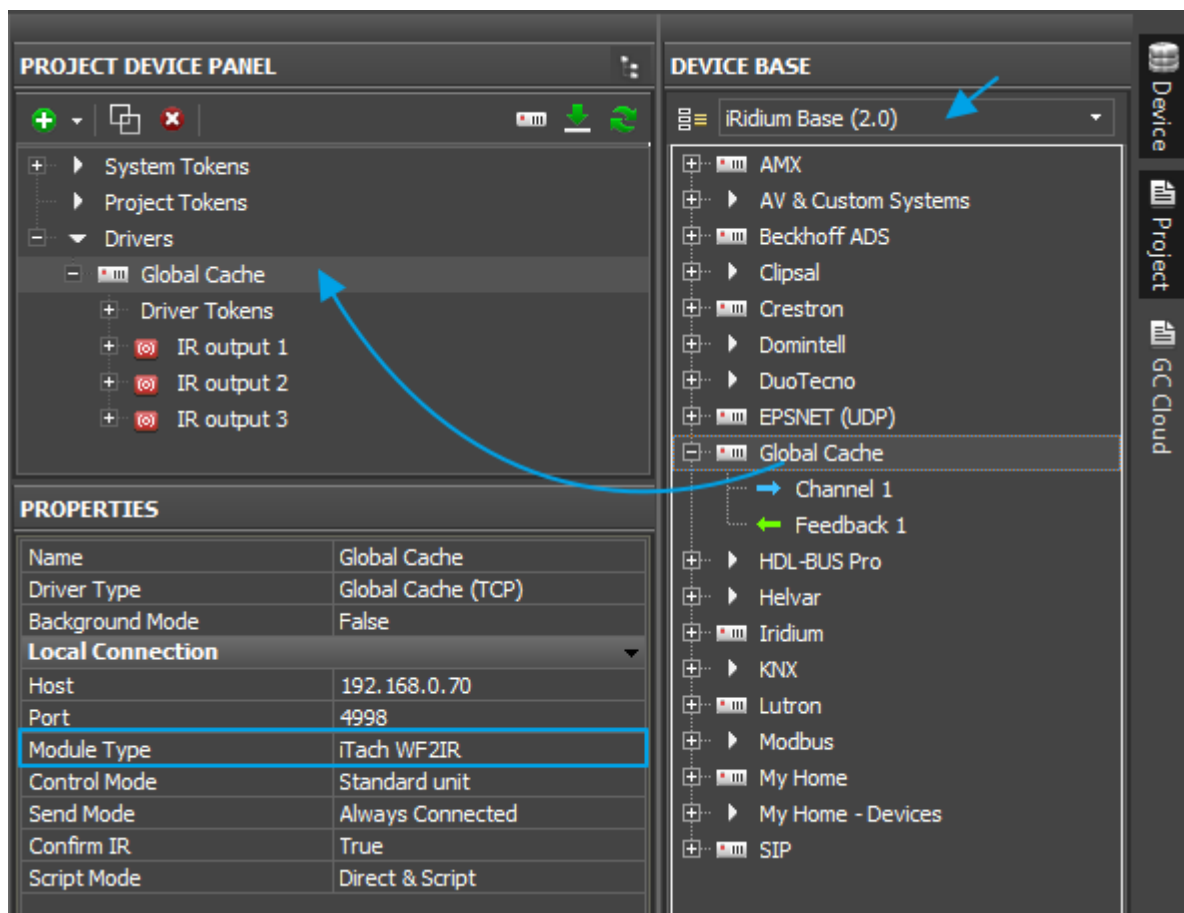 PROJECT DEVICE PANEL
System Tokens
Project Tokens
Drivers
Global Cache
Driver Tokens
IR output 1
IR output 2
IR output 3
PROPERTIES
Name Global Cache
Driver Type Global Cache (TCP)
Background Mode False
Local Connection
Host 192.168.0.70
Port 4998
Module Type iTach WF2IR
Control Mode Standard unit
Send Mode Always Connected
Confirm IR True
Script Mode Direct & Script
DEVICE BASE
iRidium Base (2.0)
AMX
AV & Custom Systems
Beckhoff ADS
Clipsal
Crestron
Domintell
DuoTecno
EPSNET (UDP)
Global Cache
Channel 1
Feedback 1
HDL-BUS Pro
Helvar
Iridium
KNX
Lutron
Modbus
My Home
My Home - Devices
SIP
Device
Project
GC Cloud